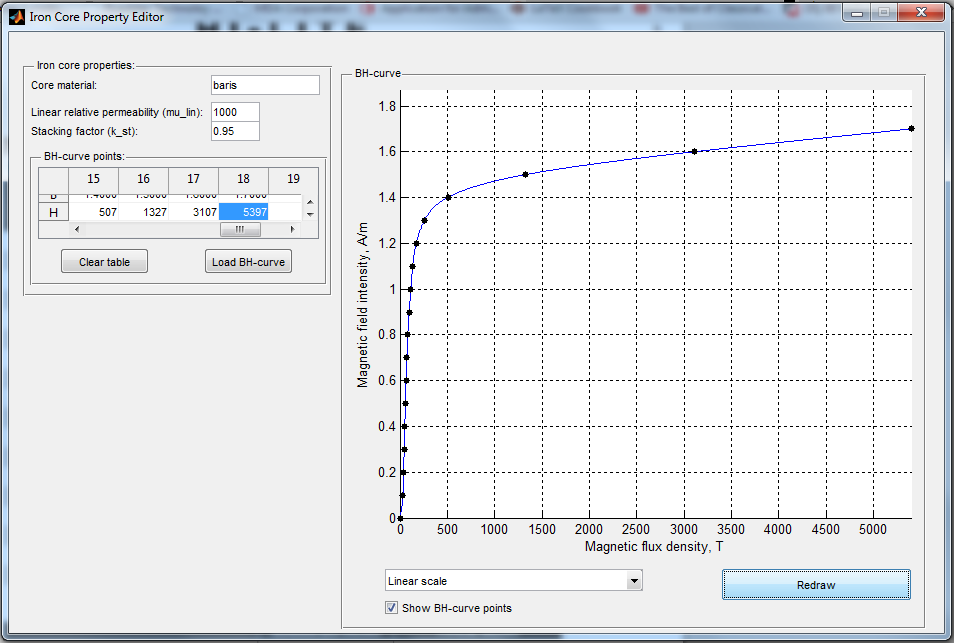 Iron Core Property Editor
Iron core properties:
Core material: baris
Linear relative permeability (mu_lin): 1000
Stacking factor (k_st): 0.95
BH-curve points:
15 16 17 18 19
H 507 1327 3107 5397
Clear table Load BH-curve
BH-curve
1.8
1.6
1.4
1.2
1
0.8
0.6
0.4
0.2
0
Magnetic field intensity, A/m
0 500 1000 1500 2000 2500 3000 3500 4000 4500 5000
Magnetic flux density, T
Linear scale
Redraw
Show BH-curve points